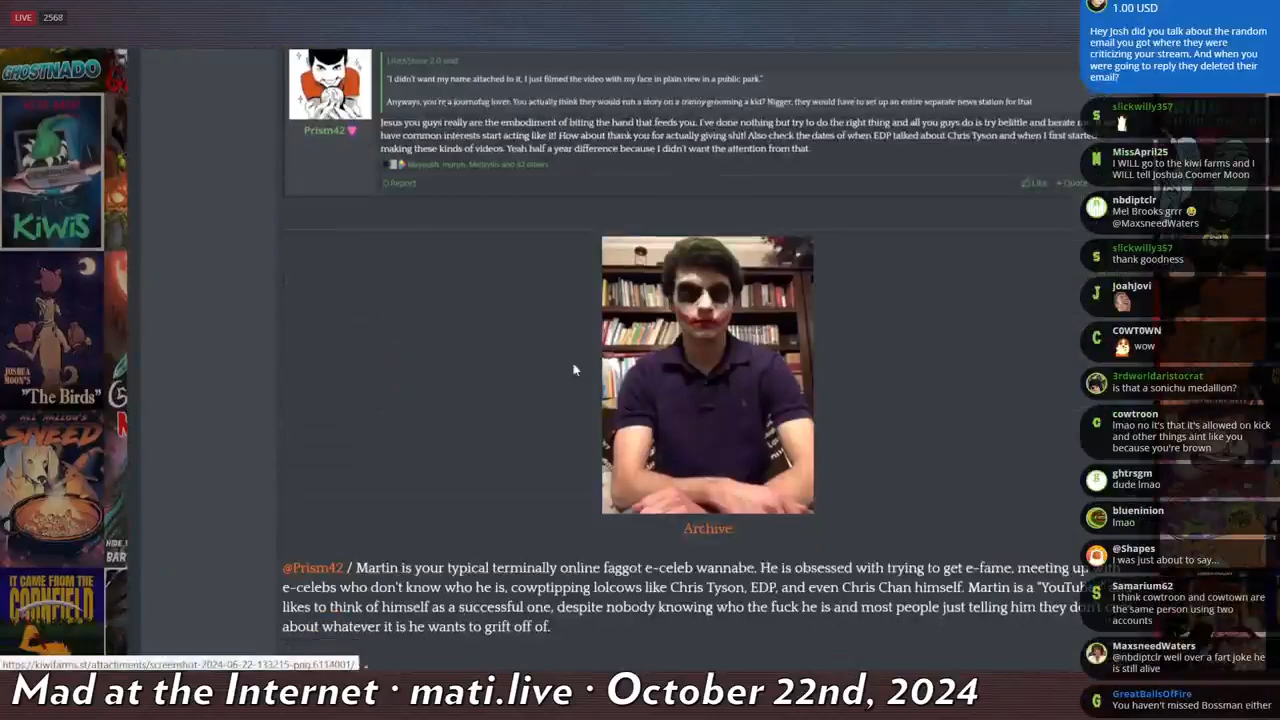 LIVE 2568
1.00 USD
Hey Josh did you talk about the random
email you got where they were
criticizing your stream. And when you
were going to reply they deleted their
email?
GHOSTNADO
KIWIS
JOSHUA
MOON'S
"The Birds"
ALL HALLOW'S
SNEED
IT CAME FROM THE
CORNFIELD
Prism42
"I didn't want my name attached to it, I just filmed the video with my face in plain view in a public park."
Anyways, you're a journofag lover. You actually think they would run a story on a tranny grooming a kid? Nigger, they would have to set up an entire separate news station for that
Jesus you guys really are the embodiment of biting the hand that feeds you. I've done nothing but try to do the right thing and all you guys do is try belittle and berate me
have common interests start acting like it! How about thank you for actually giving shit! Also check the dates of when EDP talked about Chris Tyson and when I first started
making these kinds of videos. Yeah half a year difference because I didn't want the attention from that.
Report
Like + Quote
Archive
@Prism42 / Martin is your typical terminally online faggot e-celeb wannabe. He is obsessed with trying to get e-fame, meeting up with
e-celebs who don't know who he is, cowptipping lolcows like Chris Tyson, EDP, and even Chris Chan himself. Martin is a "YouTube
likes to think of himself as a successful one, despite nobody knowing who the fuck he is and most people just telling him they don't
about whatever it is he wants to grift off of.
https://kiwifarms.st/attachments/screenshot-2024-06-22-133215-png.6114001/
slickwilly357
MissApril25
I WILL go to the kiwi farms and I
WILL tell Joshua Coomer Moon
nbdiptclr
Mel Brooks grrr
@MaxsneedWaters
slickwilly357
thank goodness
JoahJovi
C0WT0WN
wow
3rdworldaristocrat
is that a sonichu medallion?
cowtroon
lmao no it's that it's allowed on kick
and other things aint like you
because you're brown
ghtrsgm
dude lmao
blueninion
lmao
@Shapes
I was just about to say...
Samarium62
I think cowtroon and cowtown are
the same person using two
accounts
MaxsneedWaters
@nbdiptclr well over a fart joke he
is still alive
GreatBallsOfFire
You haven't missed Bossman either
Mad at the Internet · mati.live · October 22nd, 2024